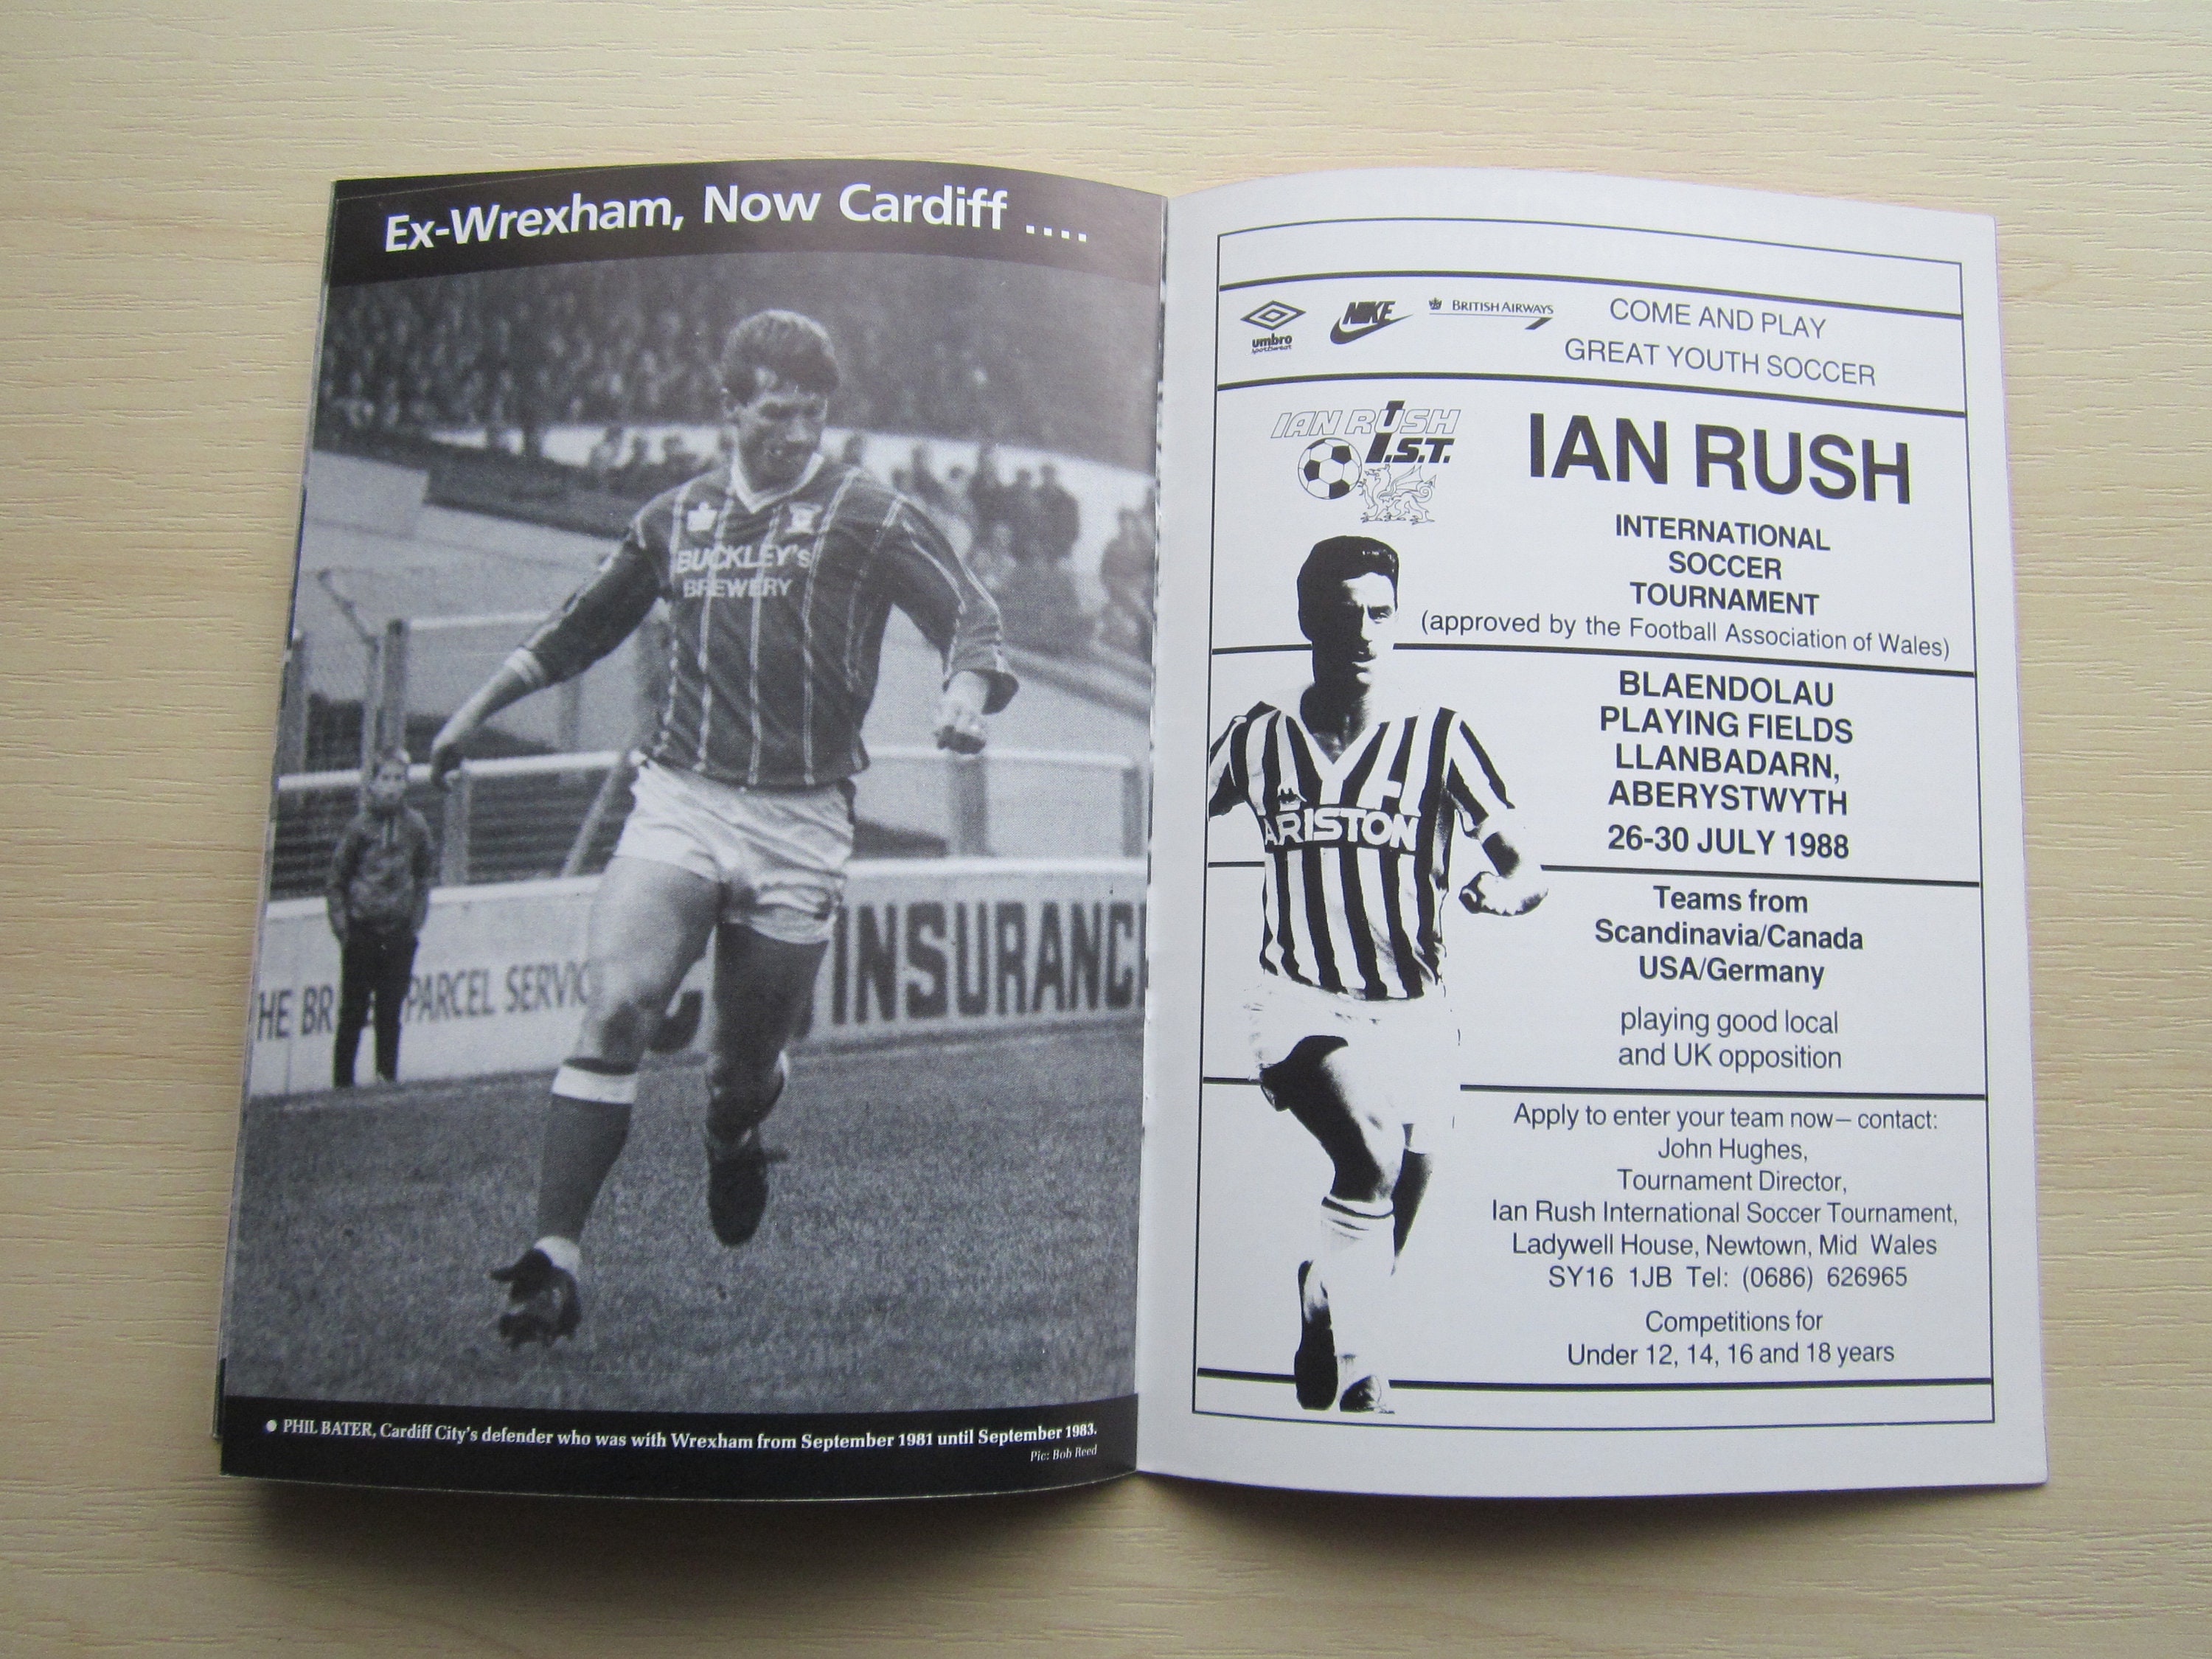 Ex-Wrexham, Now Cardiff ....
BUCKLEY's
BREWERY
HE BR PARCEL SERVIC
INSURANC
● PHIL BATER, Cardiff City's defender who was with Wrexham from September 1981 until September 1983.
Pic: Bob Reed
umbro
NIKE
BRITISH AIRWAYS
COME AND PLAY
GREAT YOUTH SOCCER
IAN RUSH
I.S.T.
IAN RUSH
INTERNATIONAL
SOCCER
TOURNAMENT
(approved by the Football Association of Wales)
BLAENDOLAU
PLAYING FIELDS
LLANBADARN,
ABERYSTWYTH
26-30 JULY 1988
ARISTON
Teams from
Scandinavia/Canada
USA/Germany
playing good local
and UK opposition
Apply to enter your team now – contact:
John Hughes,
Tournament Director,
Ian Rush International Soccer Tournament,
Ladywell House, Newtown, Mid Wales
SY16 1JB Tel: (0686) 626965
Competitions for
Under 12, 14, 16 and 18 years